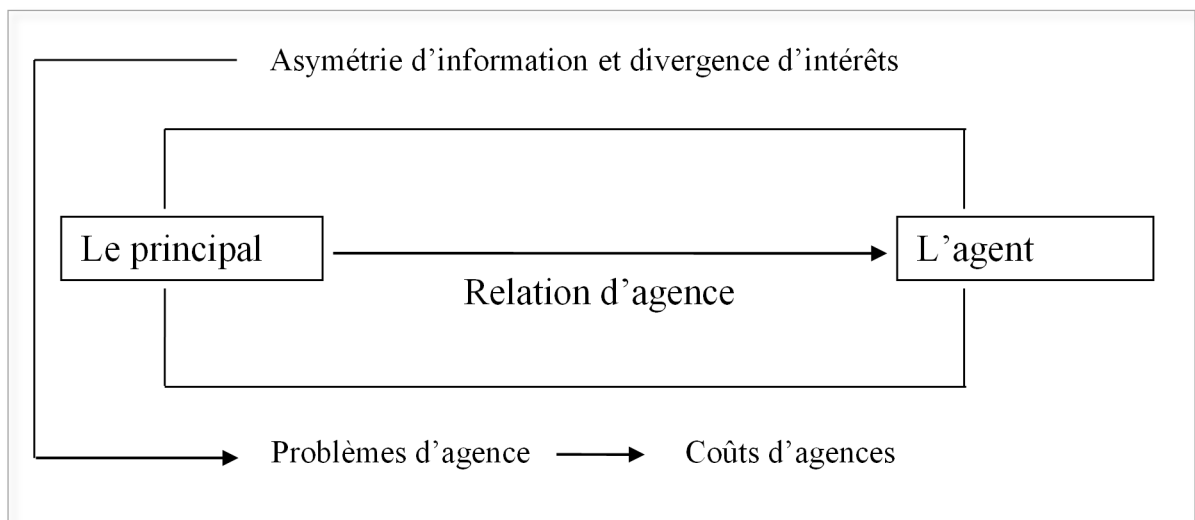 Asymétrie d’information et divergence d’intérêts
Le principal
L’agent
Relation d’agence
Problèmes d’agence
Coûts d’agences